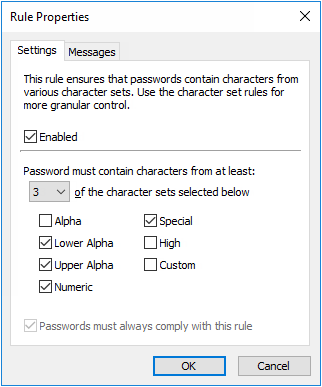 Rule Properties
Settings Messages
This rule ensures that passwords contain characters from
various character sets. Use the character set rules for
more granular control.
Enabled
Password must contain characters from at least:
3 of the character sets selected below
Alpha Special
Lower Alpha High
Upper Alpha Custom
Numeric
Passwords must always comply with this rule
OK Cancel